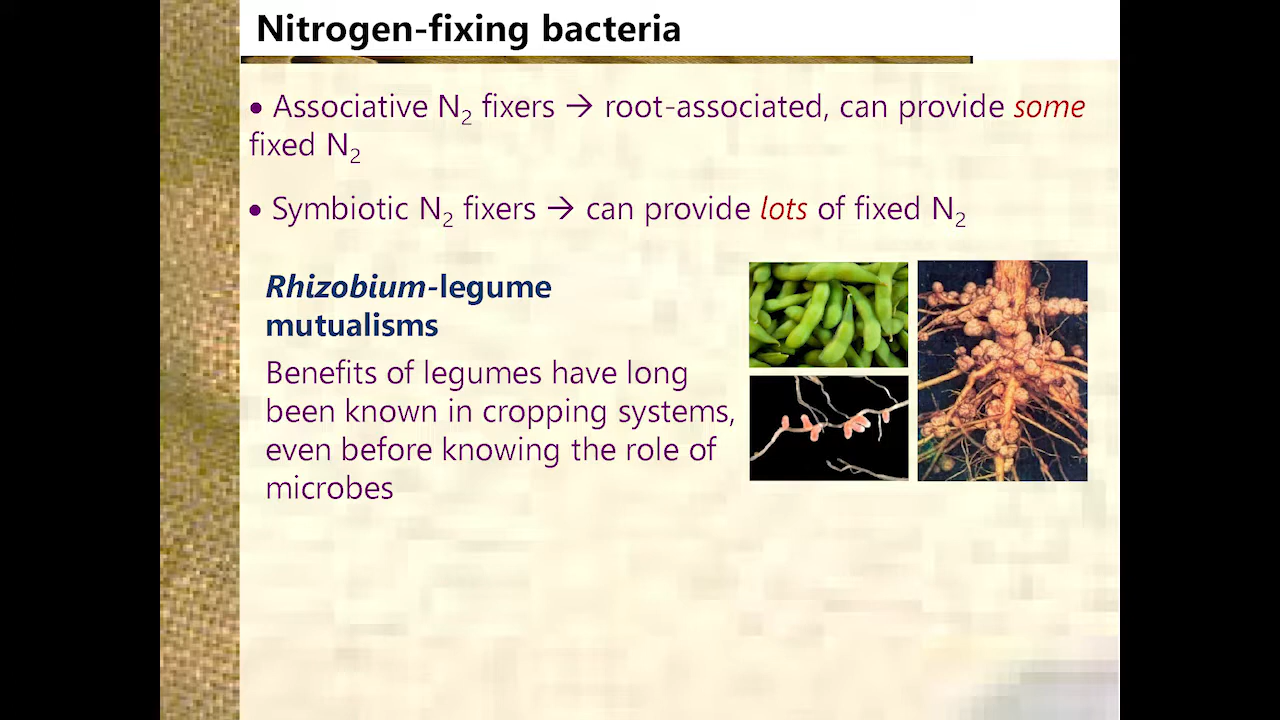 Nitrogen-fixing bacteria
• Associative N₂ fixers → root-associated, can provide some
fixed N₂
• Symbiotic N₂ fixers → can provide lots of fixed N₂
Rhizobium-legume
mutualisms
Benefits of legumes have long
been known in cropping systems,
even before knowing the role of
microbes